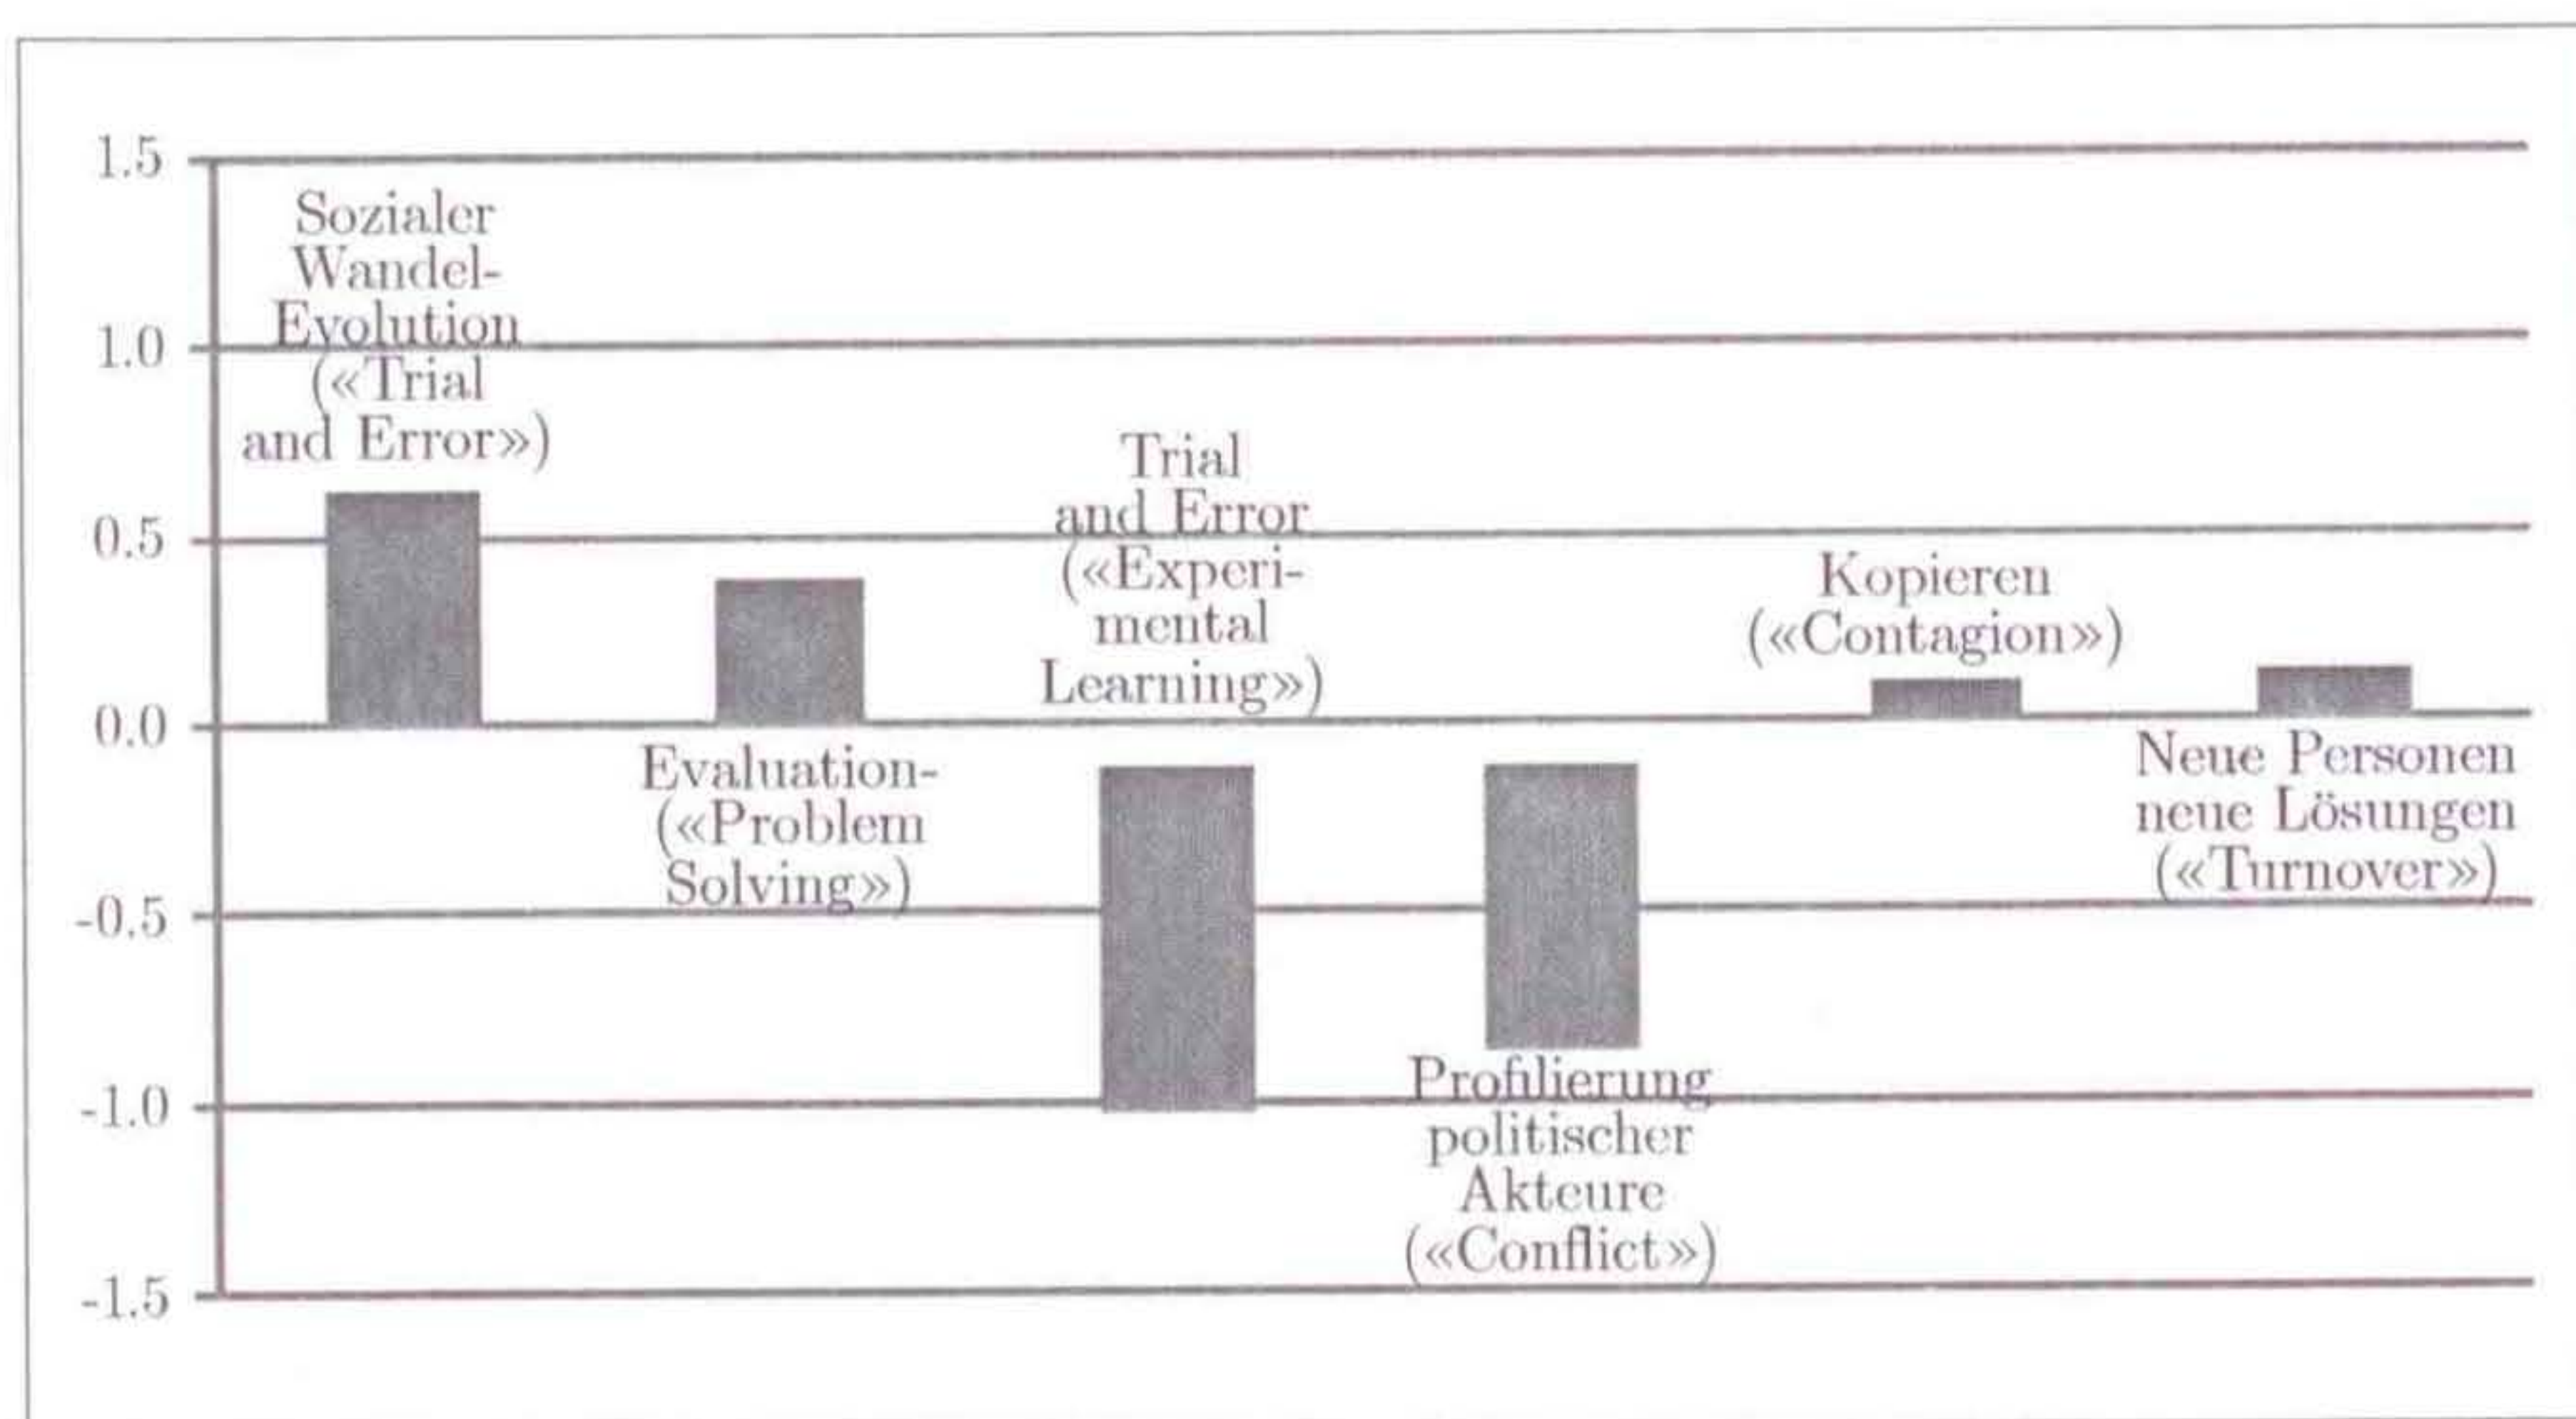 1.5
1.0
0.5
0.0
-0.5
-1.0
-1.5
Sozialer
Wandel-
Evolution
(«Trial
and Error»)
Evaluation-
(«Problem
Solving»)
Trial
and Error
(«Experi-
mental
Learning»)
Profilierung
politischer
Akteure
(«Conflict»)
Kopieren
(«Contagion»)
Neue Personen
neue Lösungen
(«Turnover»)